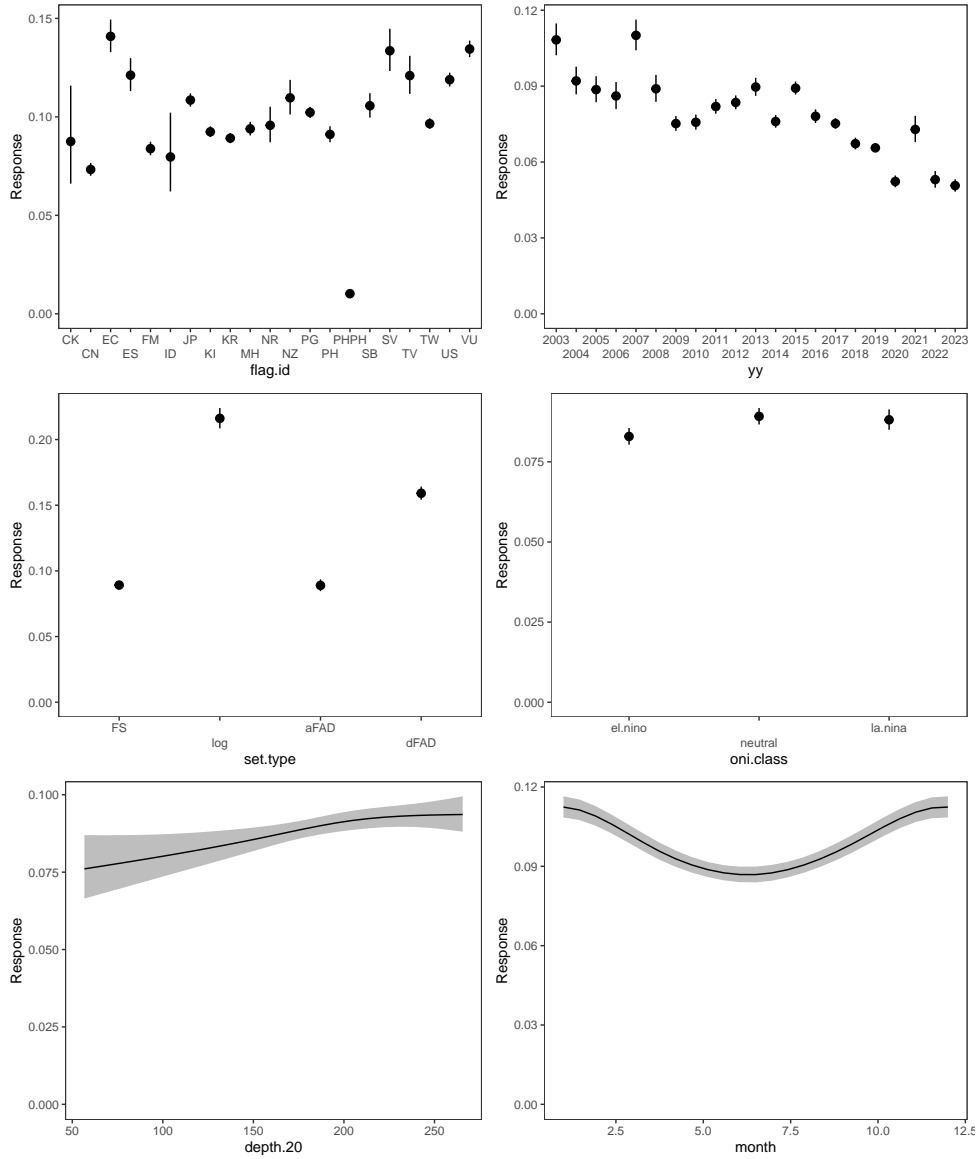 0.15
0.10
0.05
0.00
Response
CK EC FM JP KR NR PG PHPH SV TW VU
CN ES ID KI MH NZ PH SB TV US
flag.id
0.12
0.09
0.06
0.03
0.00
Response
2003 2005 2007 2009 2011 2013 2015 2017 2019 2021 2023
2004 2006 2008 2010 2012 2014 2016 2018 2020 2022
yy
0.20
0.15
0.10
0.05
0.00
Response
FS aFAD
log dFAD
set.type
0.075
0.050
0.025
0.000
Response
el.nino la.nina
neutral
oni.class
0.100
0.075
0.050
0.025
0.000
Response
50 100 150 200 250
depth.20
0.12
0.09
0.06
0.03
0.00
Response
2.5 5.0 7.5 10.0 12.5
month